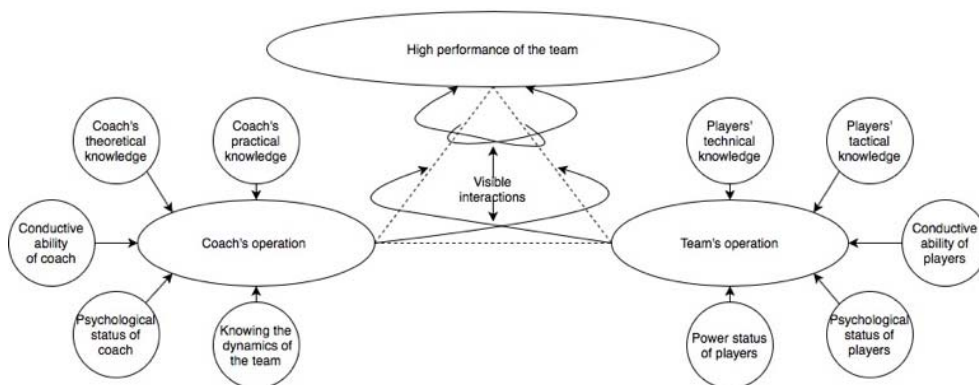 High performance of the team
Coach's
theoretical
knowledge
Coach's
practical
knowledge
Players'
technical
knowledge
Players'
tactical
knowledge
Visible
interactions
Conductive
ability
of coach
Coach's operation
Team's operation
Conductive
ability of
players
Psychological
status of
coach
Knowing the
dynamics of
the team
Power status
of players
Psychological
status of
players